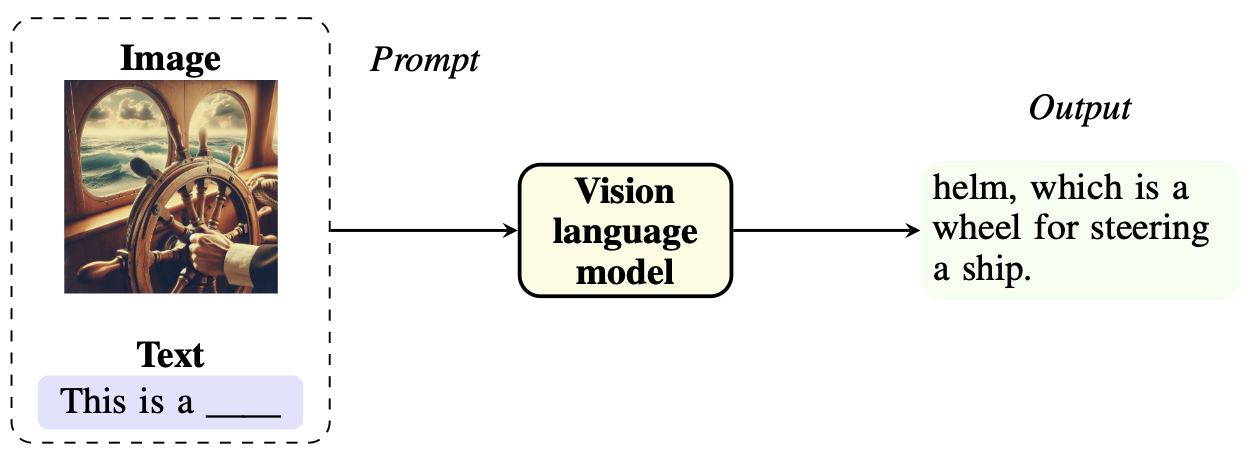 Image
Prompt
Text
This is a ____
Vision
language
model
Output
helm, which is a
wheel for steering
a ship.